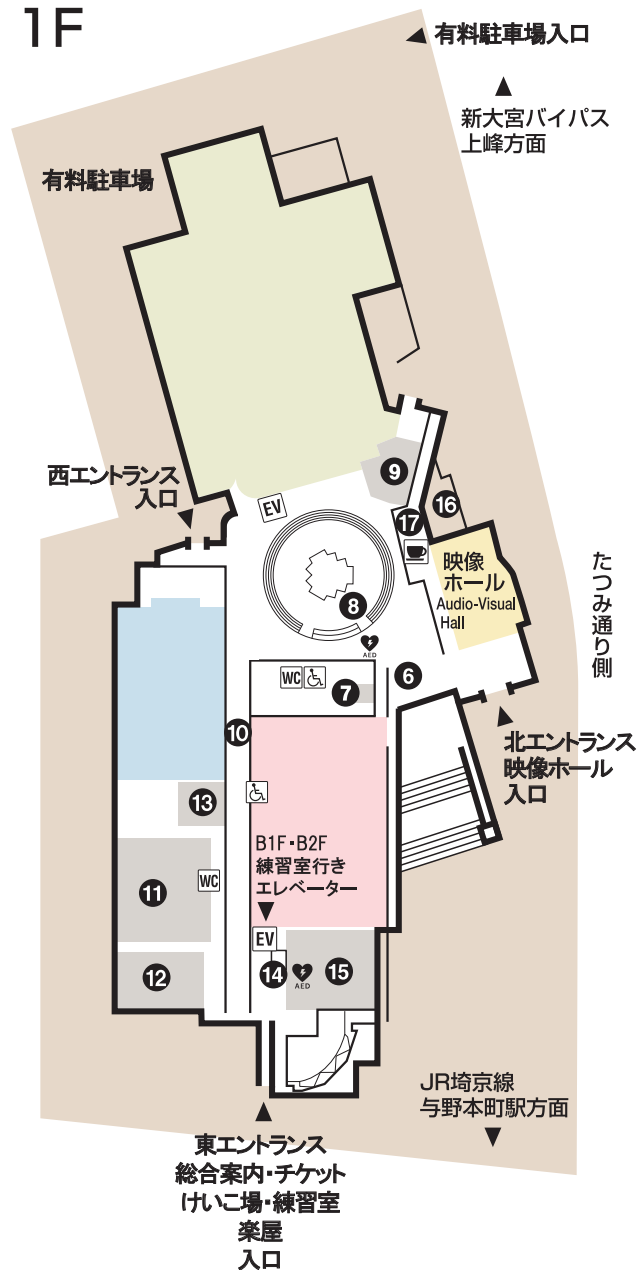 1F
有料駐車場入口
新大宮バイパス
上峰方面
有料駐車場
西エントランス
入口
9
16
17
EV
映像
ホール
Audio-Visual
Hall
たつみ通り側
8
AED
WC
7
6
10
北エントランス
映像ホール
入口
13
B1F・B2F
練習室行き
エレベーター
11
WC
EV
12
14
AED
15
JR埼京線
与野本町駅方面
東エントランス
総合案内・チケット
けいこ場・練習室
楽屋
入口